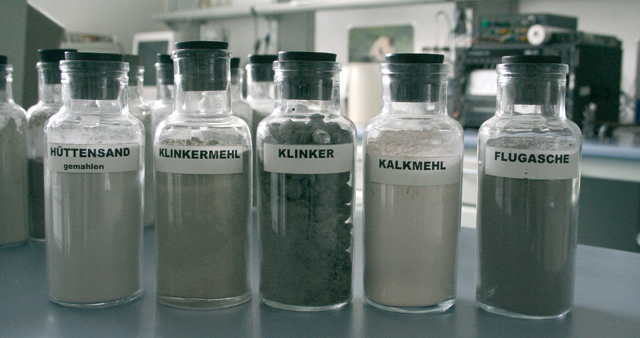 HÜTTENSAND
gemahlen
KLINKERMEHL
KLINKER
KALKMEHL
FLUGASCHE